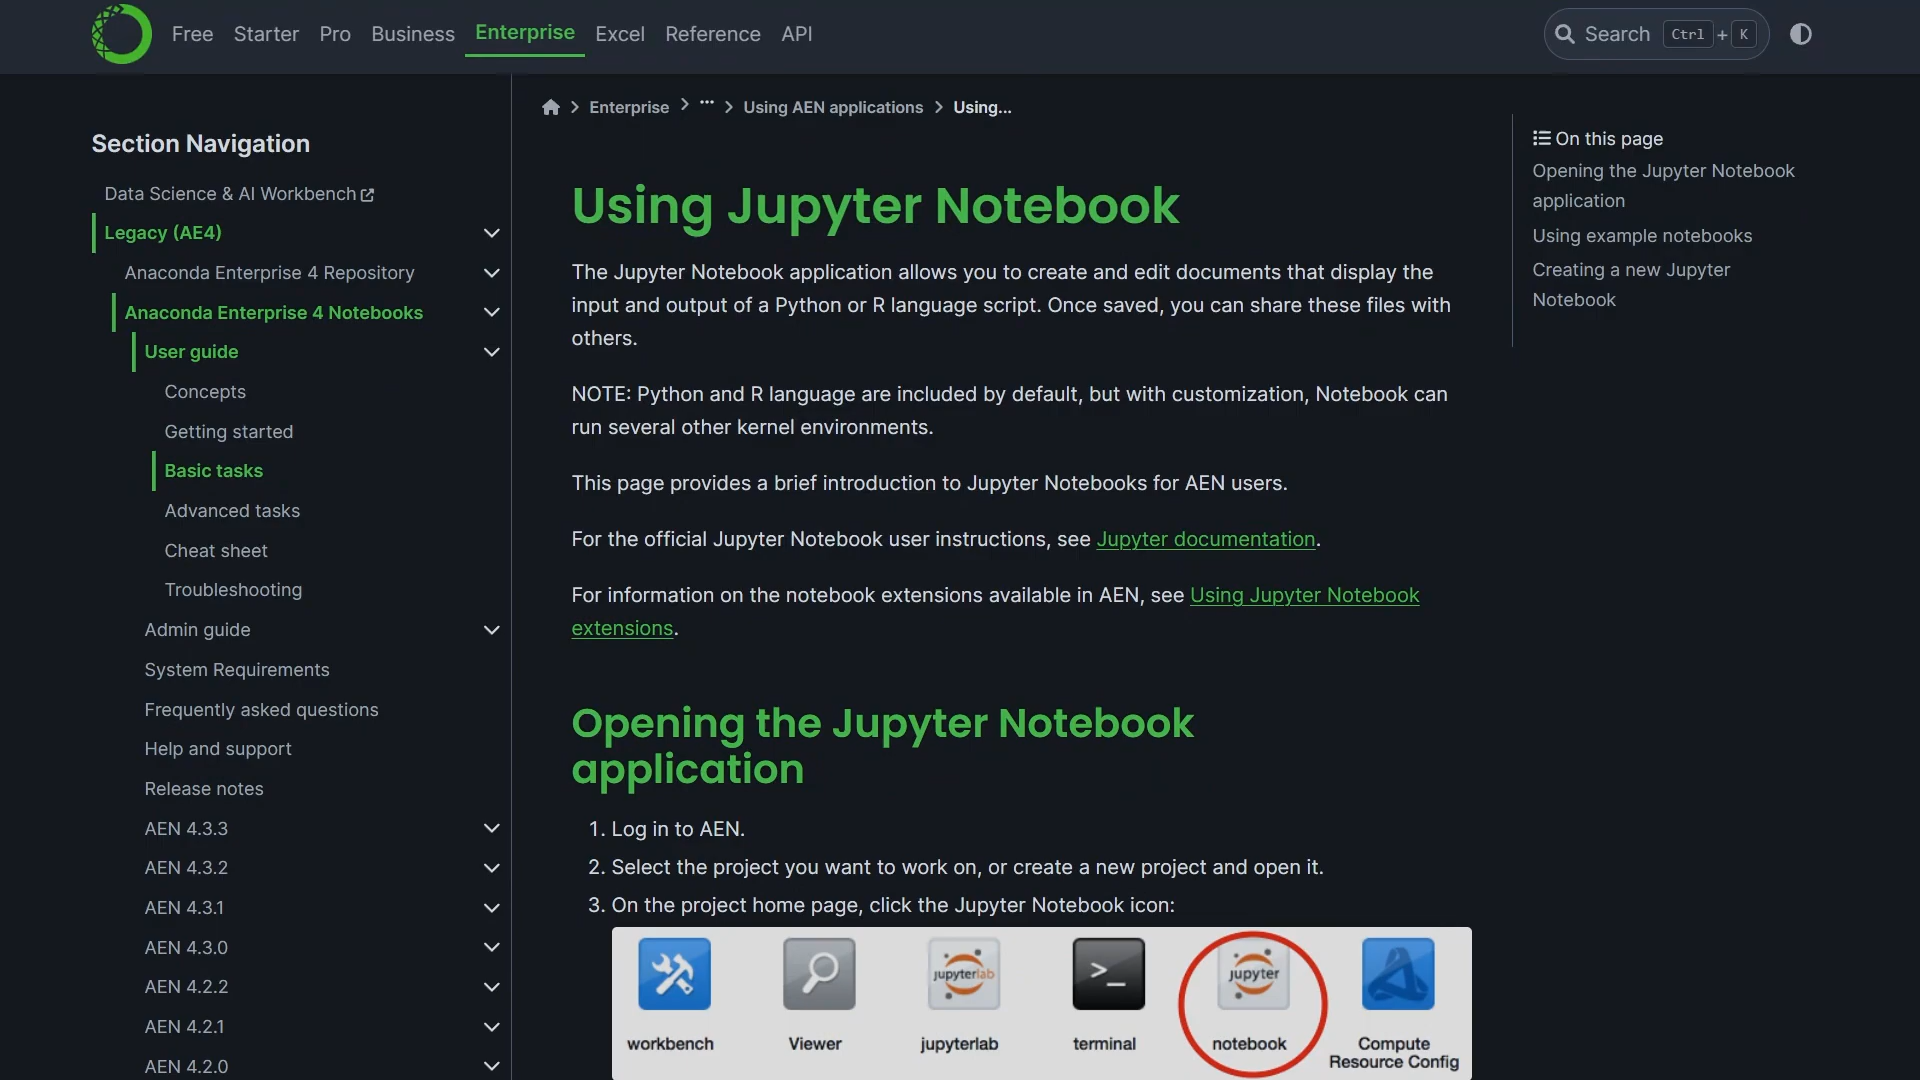 Free Starter Pro Business Enterprise Excel Reference API
Search Ctrl + K
Section Navigation
Data Science & AI Workbench
Legacy (AE4)
Anaconda Enterprise 4 Repository
Anaconda Enterprise 4 Notebooks
User guide
Concepts
Getting started
Basic tasks
Advanced tasks
Cheat sheet
Troubleshooting
Admin guide
System Requirements
Frequently asked questions
Help and support
Release notes
AEN 4.3.3
AEN 4.3.2
AEN 4.3.1
AEN 4.3.0
AEN 4.2.2
AEN 4.2.1
AEN 4.2.0
Enterprise ... Using AEN applications Using...
Using Jupyter Notebook
The Jupyter Notebook application allows you to create and edit documents that display the
input and output of a Python or R language script. Once saved, you can share these files with
others.
NOTE: Python and R language are included by default, but with customization, Notebook can
run several other kernel environments.
This page provides a brief introduction to Jupyter Notebooks for AEN users.
For the official Jupyter Notebook user instructions, see Jupyter documentation.
For information on the notebook extensions available in AEN, see Using Jupyter Notebook
extensions.
Opening the Jupyter Notebook
application
1. Log in to AEN.
2. Select the project you want to work on, or create a new project and open it.
3. On the project home page, click the Jupyter Notebook icon:
jupyterlab >_ jupyter
workbench Viewer jupyterlab terminal notebook Compute
Resource Config
On this page
Opening the Jupyter Notebook
application
Using example notebooks
Creating a new Jupyter
Notebook